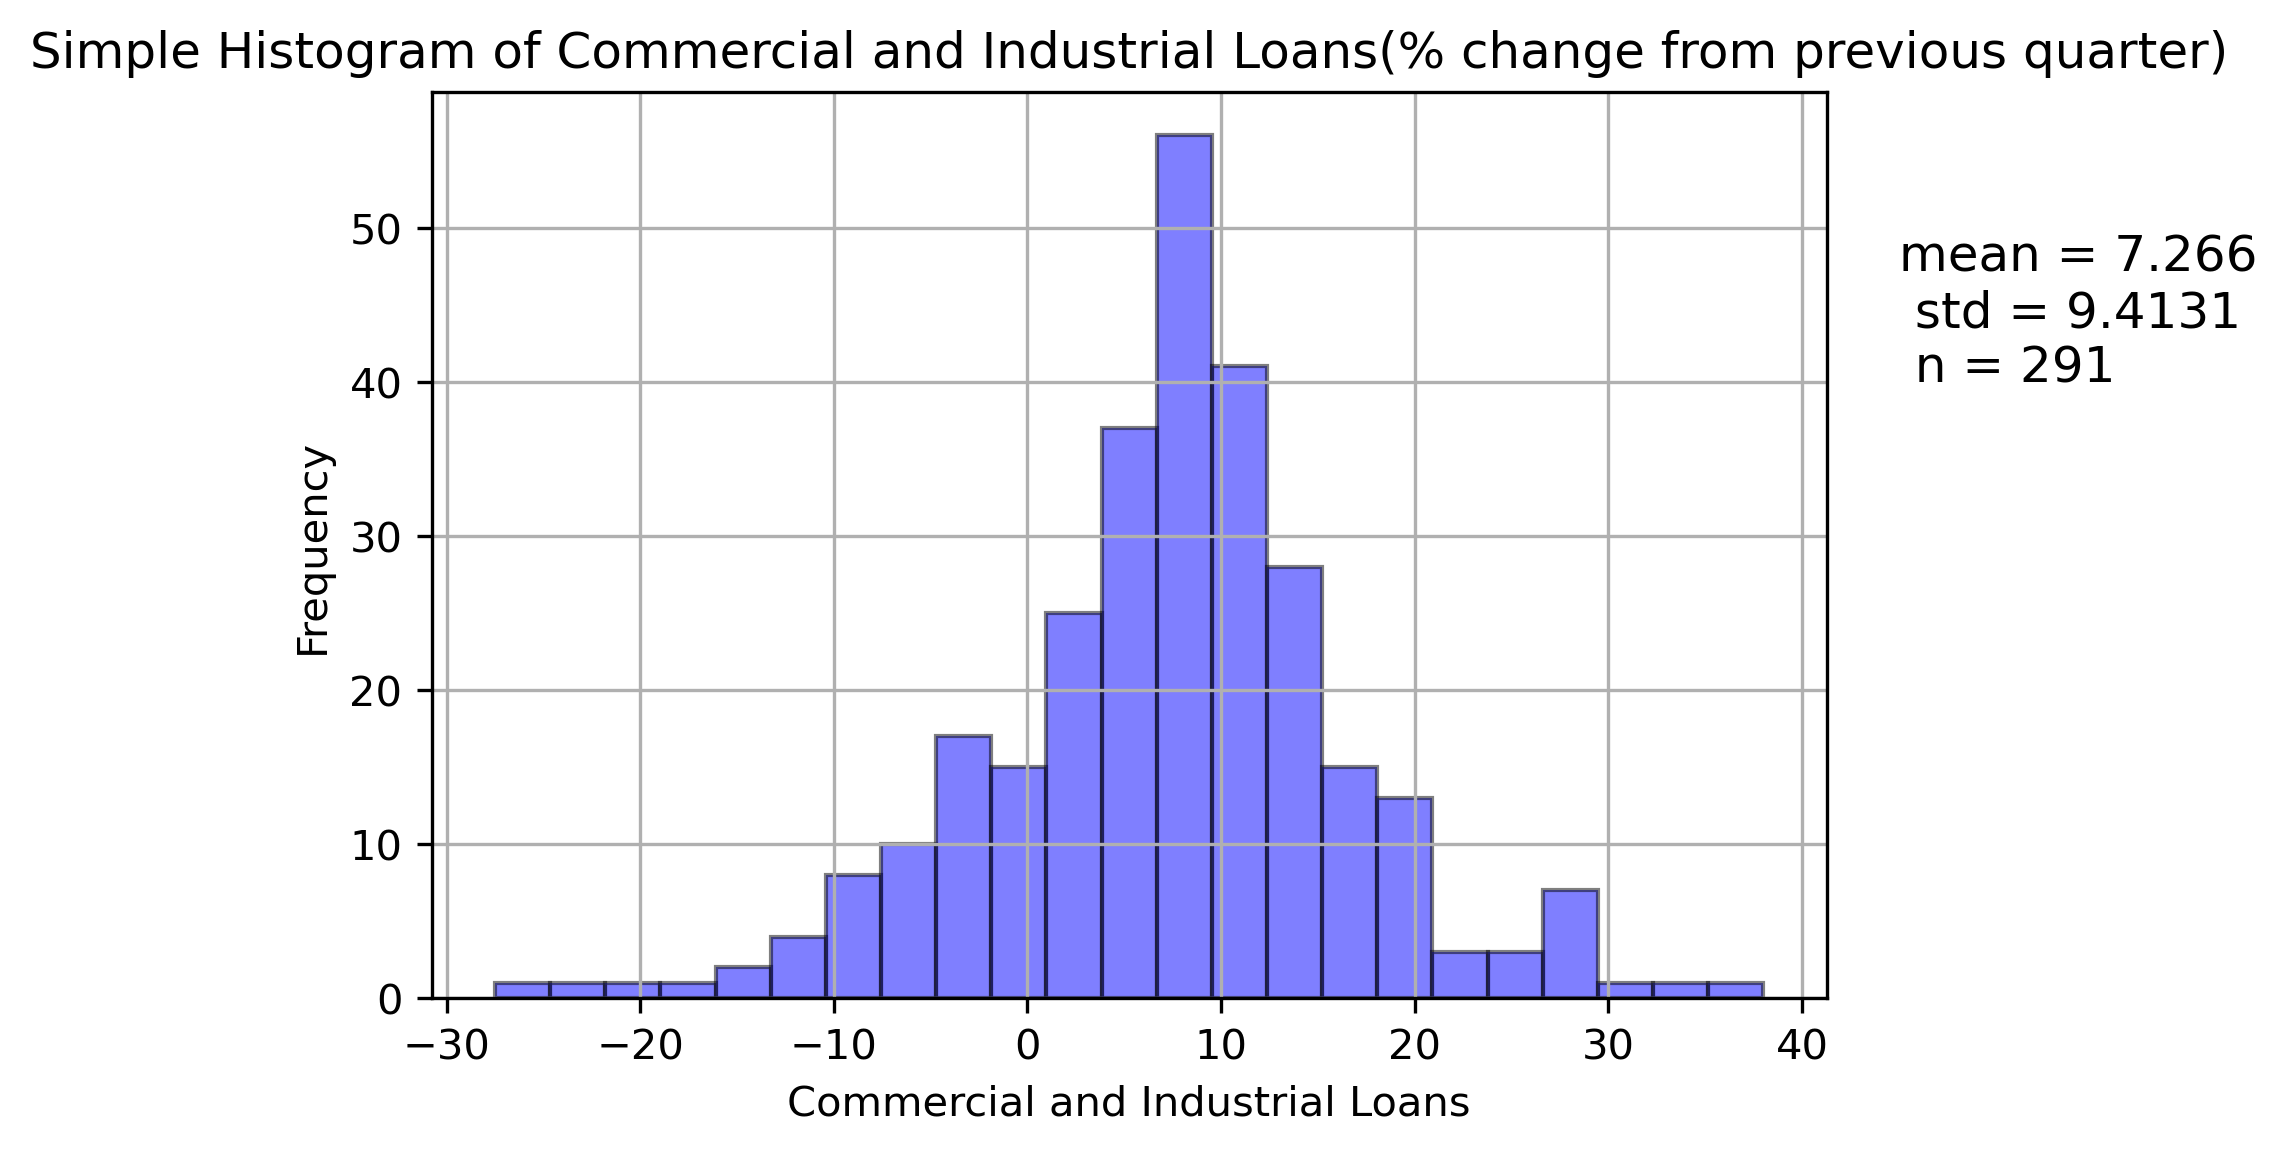 Simple Histogram of Commercial and Industrial Loans(% change from previous quarter)
mean = 7.266
std = 9.4131
n = 291
Frequency
50
40
30
20
10
0
−30 −20 −10 0 10 20 30 40
Commercial and Industrial Loans